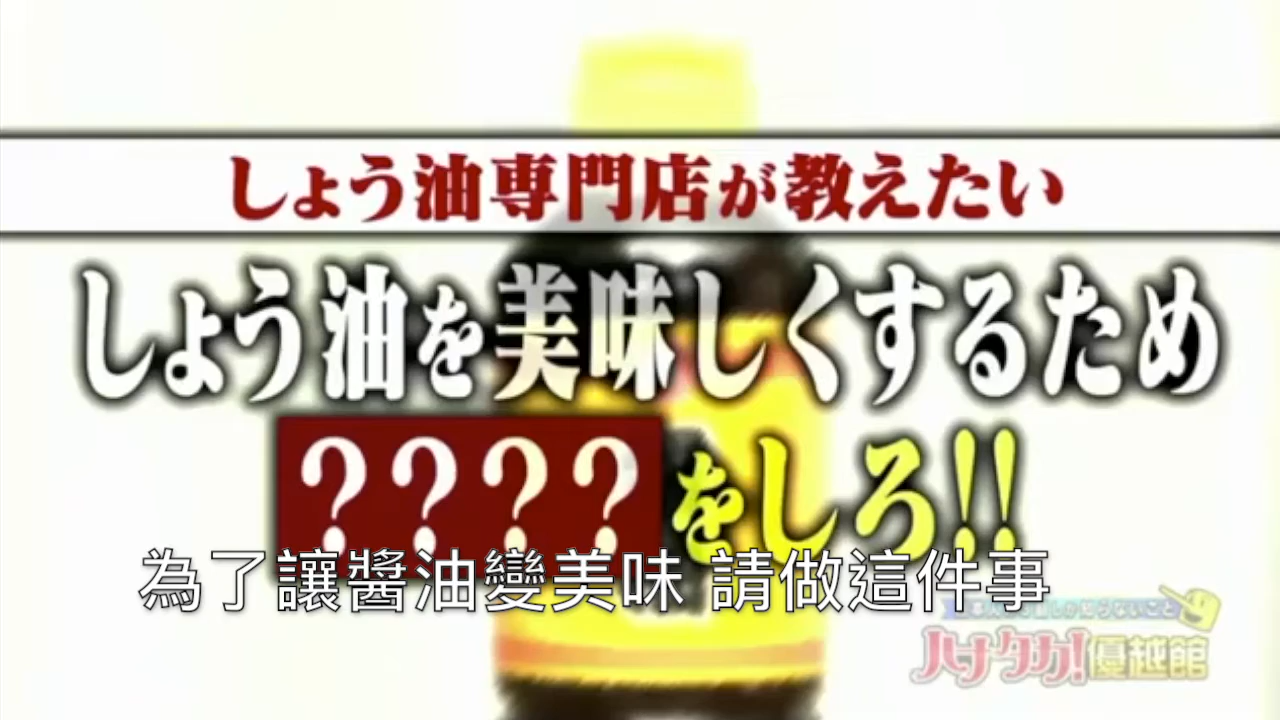 しょう油専門店が教えたい
しょう油を美味しくするため
????をしろ!!
為了讓醬油變美味 請做這件事
ハナタカ!優越館